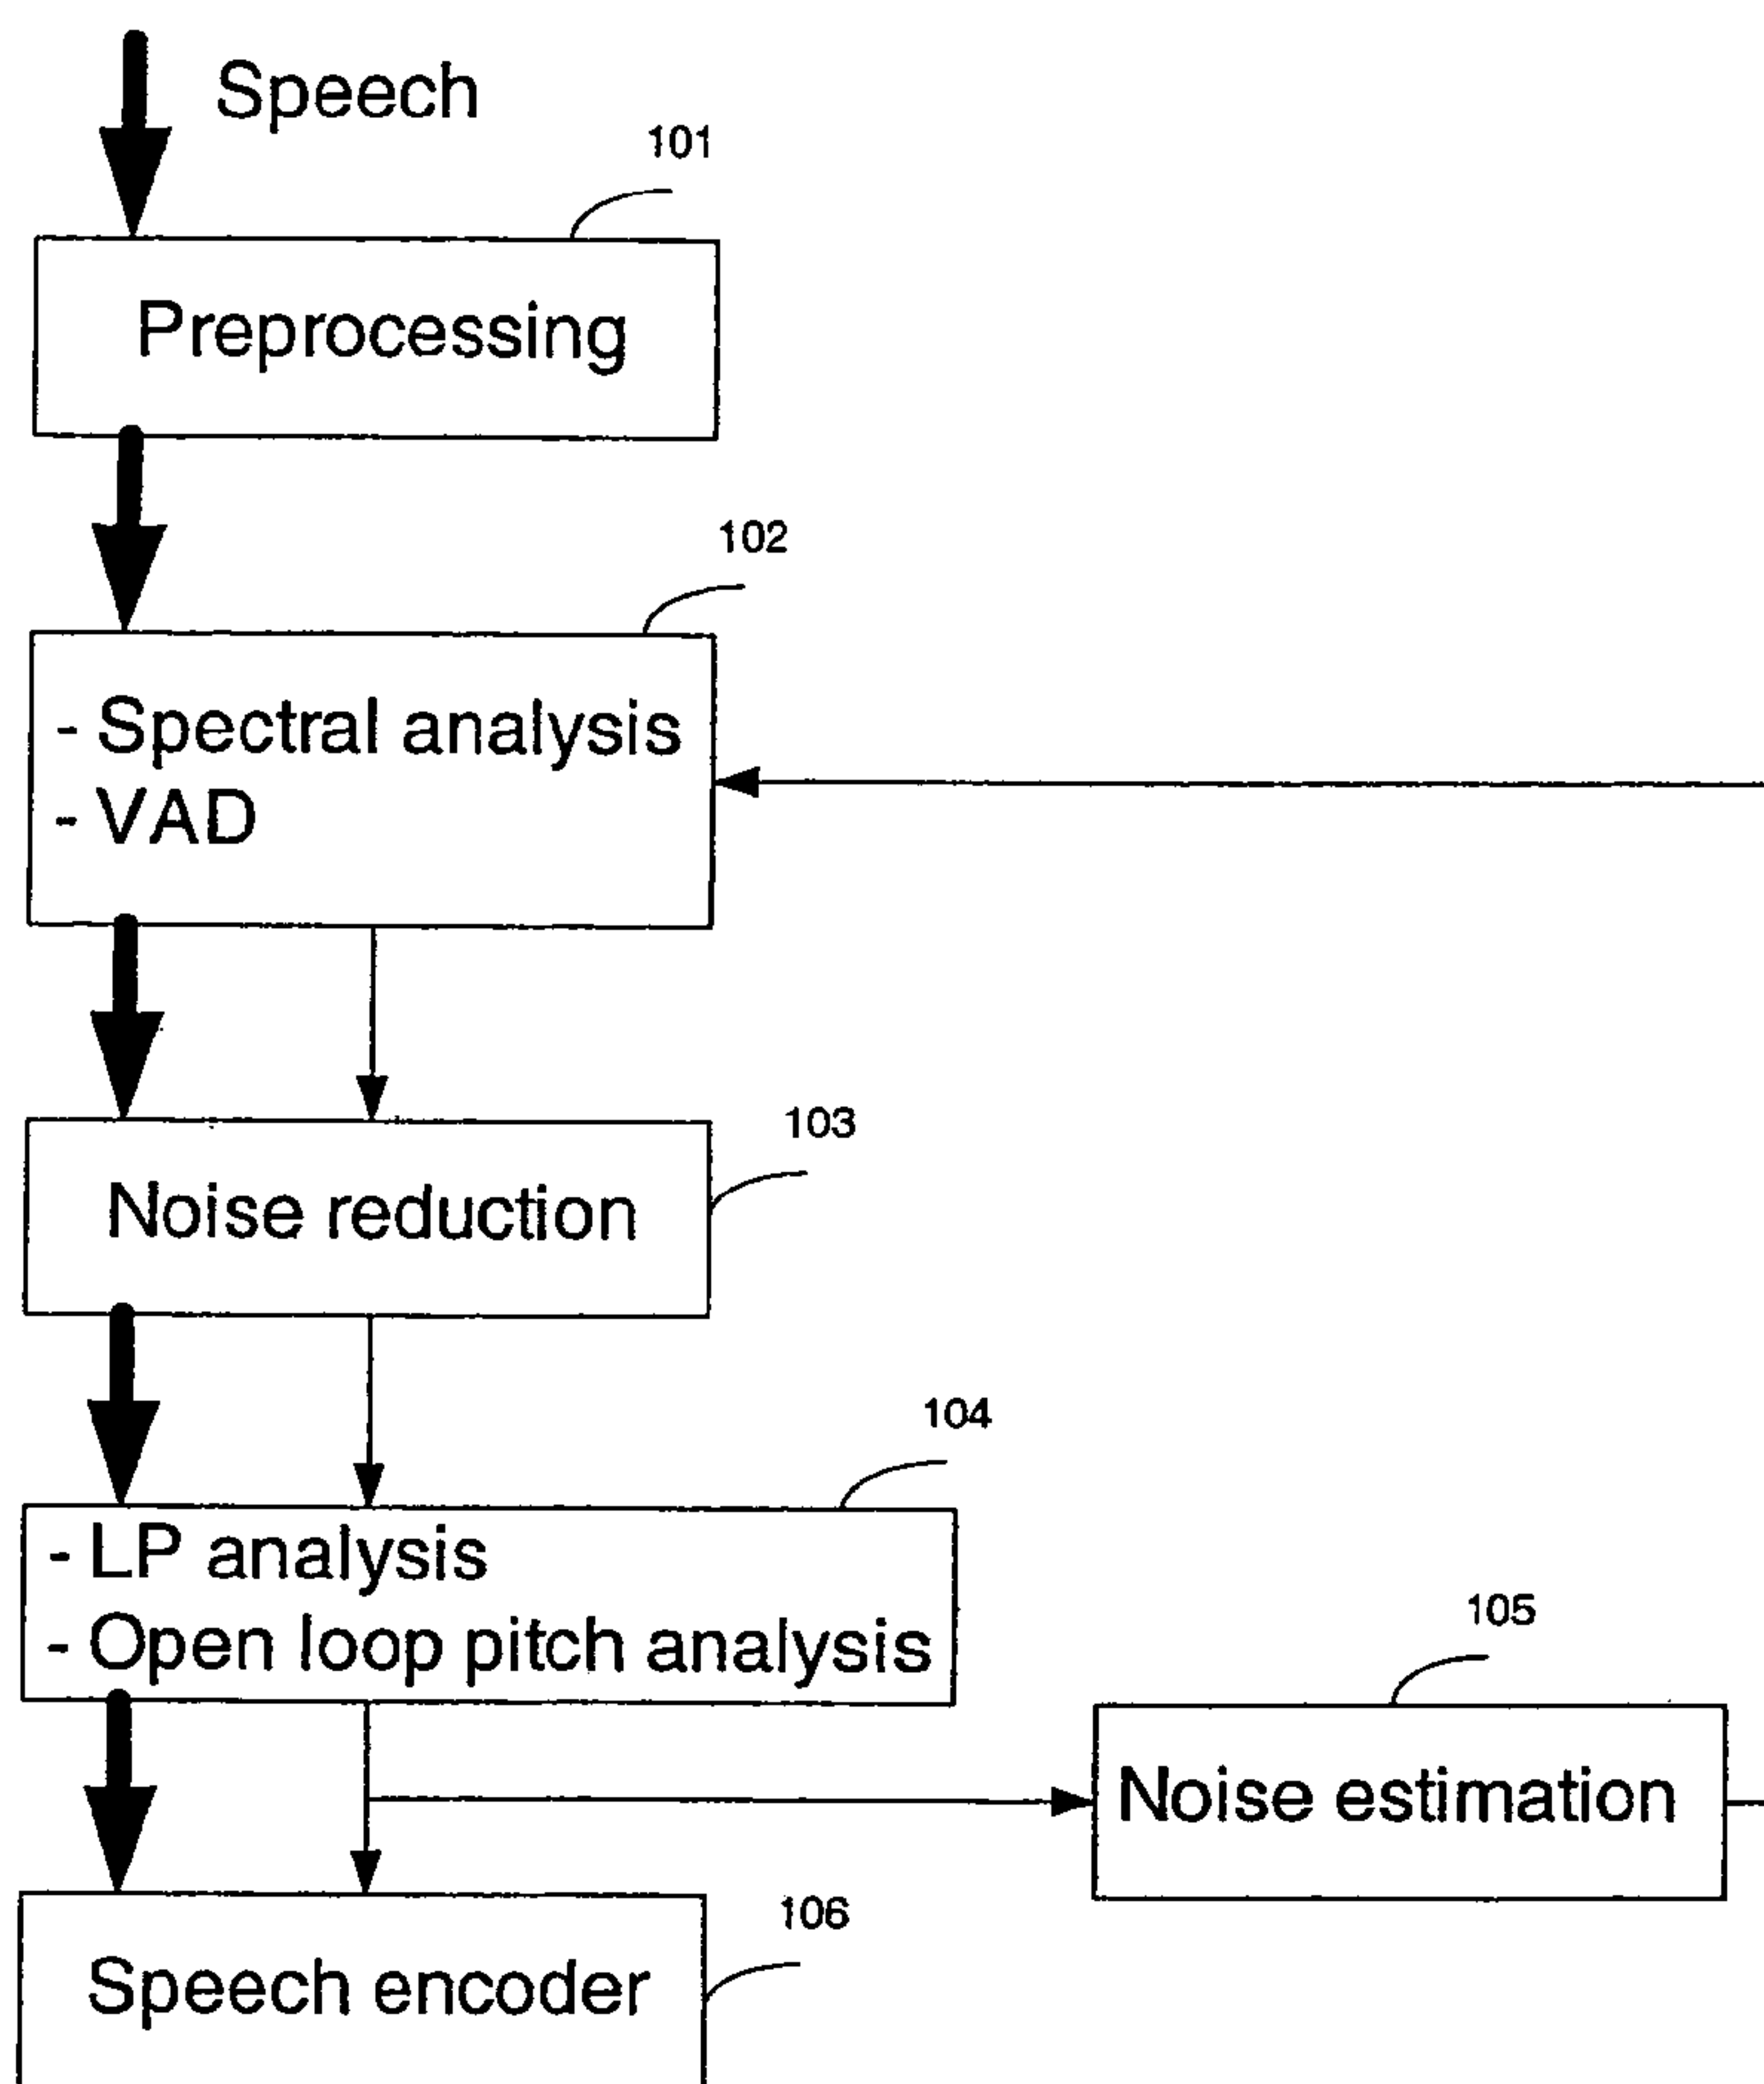 Speech
101
Preprocessing
102
- Spectral analysis
- VAD
103
Noise reduction
104
- LP analysis
- Open loop pitch analysis
105
Noise estimation
106
Speech encoder